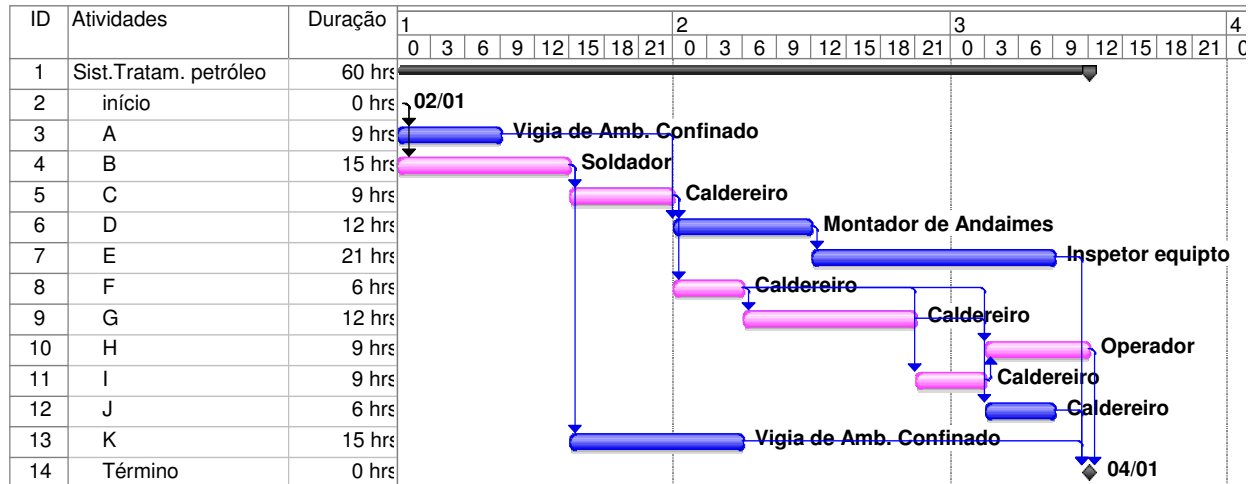 ID Atividades Duração 1 2 3 4
0 3 6 9 12 15 18 21 0 3 6 9 12 15 18 21 0 3 6 9 12 15 18 21 0
1 Sist.Tratam. petróleo 60 hrs
2 início 0 hrs 02/01
3 A 9 hrs Vigia de Amb. Confinado
4 B 15 hrs Soldador
5 C 9 hrs Caldereiro
6 D 12 hrs Montador de Andaimes
7 E 21 hrs Inspetor equipto
8 F 6 hrs Caldereiro
9 G 12 hrs Caldereiro
10 H 9 hrs Operador
11 I 9 hrs Caldereiro
12 J 6 hrs Caldereiro
13 K 15 hrs Vigia de Amb. Confinado
14 Término 0 hrs 04/01